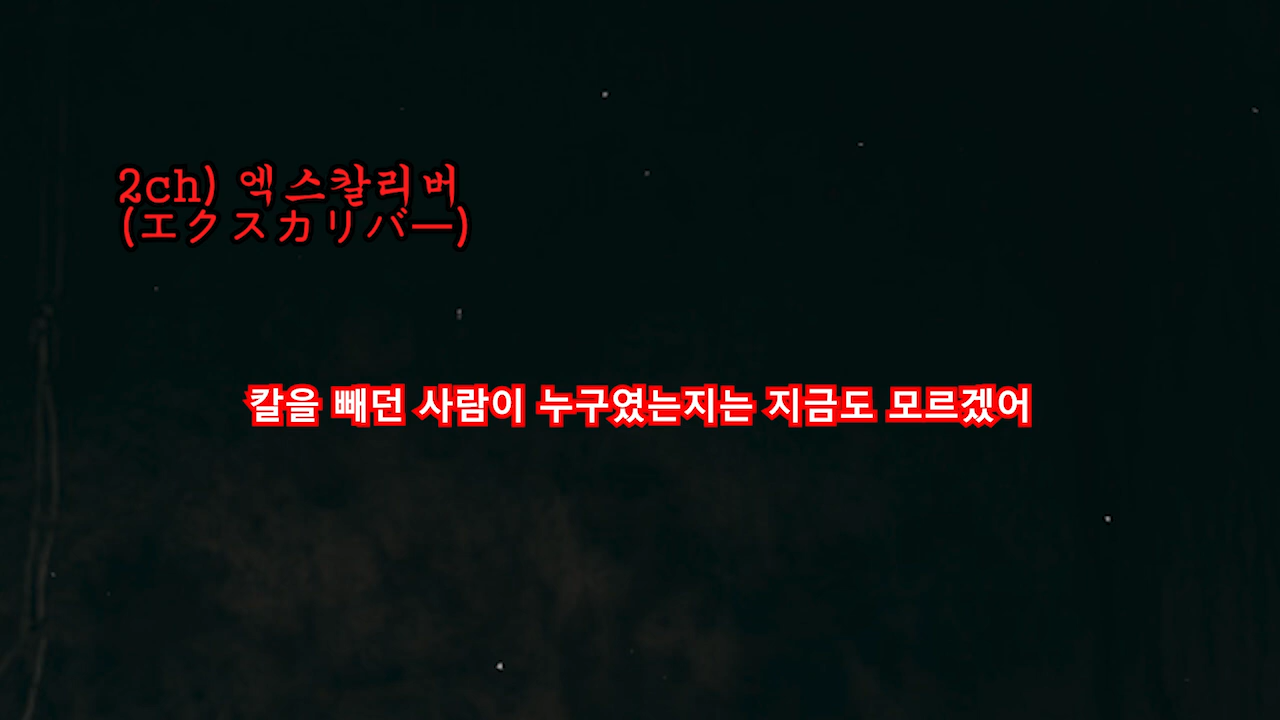 2ch) 엑스칼리버
(エクスカリバー)
칼을 빼던 사람이 누구였는지는 지금도 모르겠어